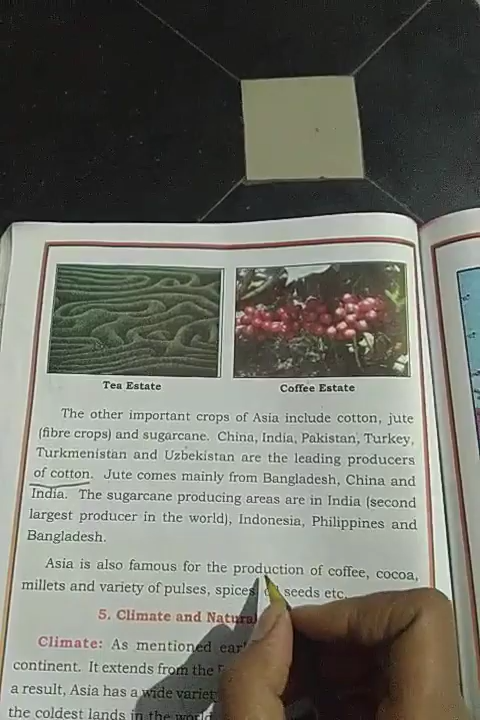 Tea Estate
Coffee Estate
The other important crops of Asia include cotton, jute
(fibre crops) and sugarcane. China, India, Pakistan, Turkey,
Turkmenistan and Uzbekistan are the leading producers
of cotton. Jute comes mainly from Bangladesh, China and
India. The sugarcane producing areas are in India (second
largest producer in the world), Indonesia, Philippines and
Bangladesh.
Asia is also famous for the production of coffee, cocoa,
millets and variety of pulses, spices seeds etc.
5. Climate and
Climate: As mentioned
continent. It extends from the
a result, Asia has a wide
the coldest lands in the world